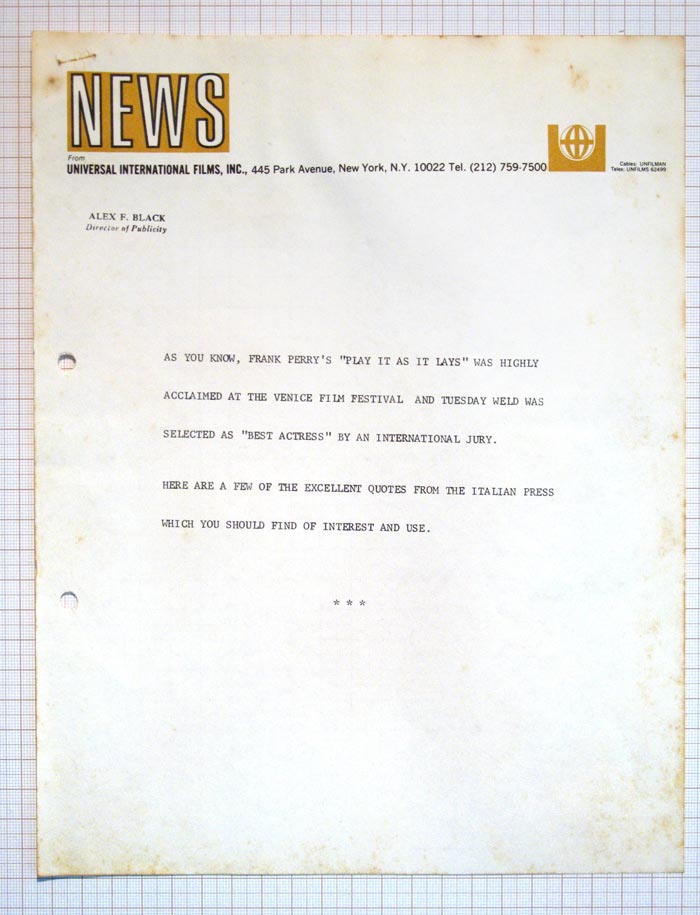 NEWS
From
UNIVERSAL INTERNATIONAL FILMS, INC., 445 Park Avenue, New York, N.Y. 10022 Tel. (212) 759-7500
Cables: UNFILMAN
Telex: UNFILMS 62499
ALEX F. BLACK
Director of Publicity
AS YOU KNOW, FRANK PERRY'S "PLAY IT AS IT LAYS" WAS HIGHLY
ACCLAIMED AT THE VENICE FILM FESTIVAL AND TUESDAY WELD WAS
SELECTED AS "BEST ACTRESS" BY AN INTERNATIONAL JURY.
HERE ARE A FEW OF THE EXCELLENT QUOTES FROM THE ITALIAN PRESS
WHICH YOU SHOULD FIND OF INTEREST AND USE.
* * *